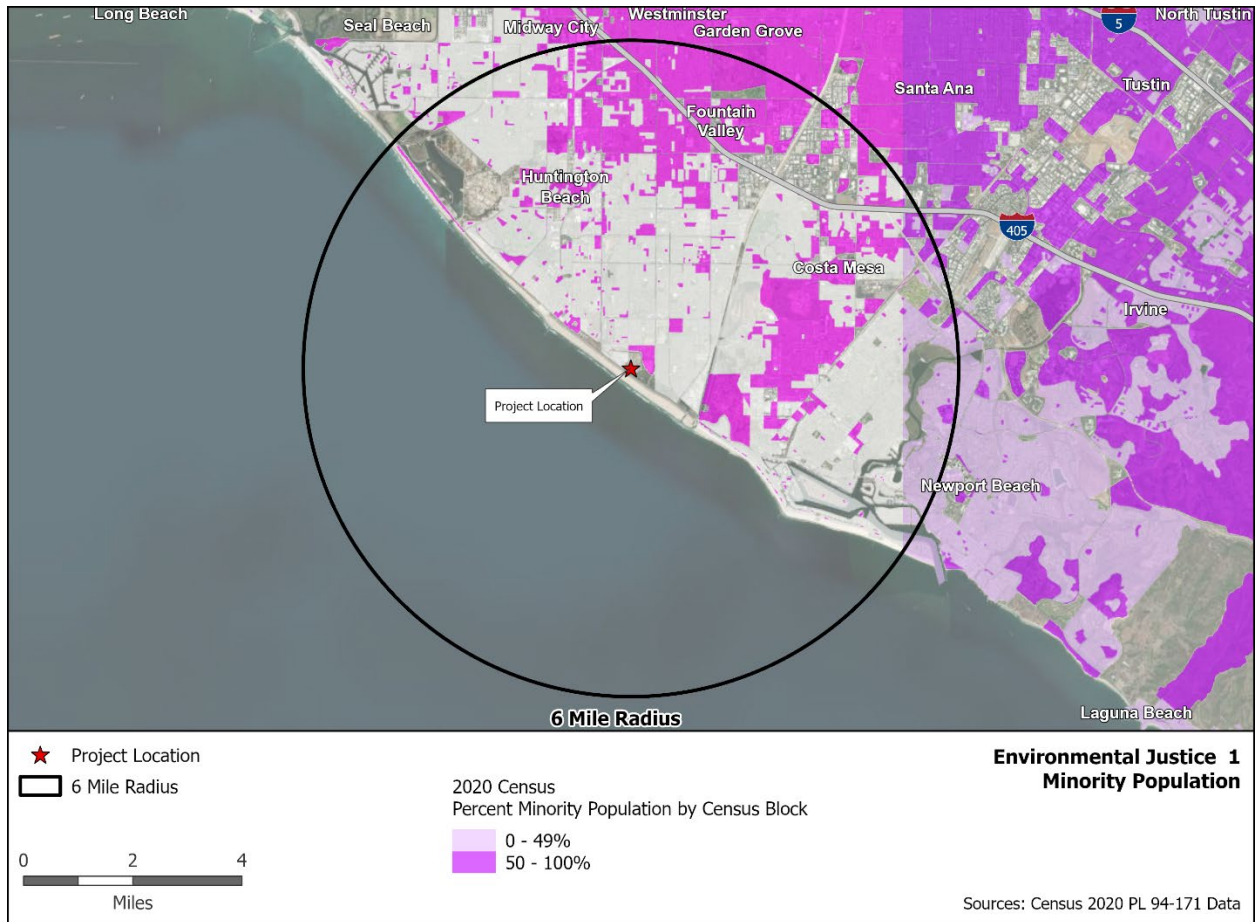 Long Beach
Seal Beach
Midway City
Westminster
Garden Grove
5
North Tustin
Santa Ana
Tustin
Fountain
Valley
Huntington
Beach
405
Costa Mesa
Irvine
Project Location
Newport Beach
Laguna Beach
6 Mile Radius
Project Location
6 Mile Radius
0 2 4
Miles
2020 Census
Percent Minority Population by Census Block
0 - 49%
50 - 100%
Environmental Justice 1
Minority Population
Sources: Census 2020 PL 94-171 Data